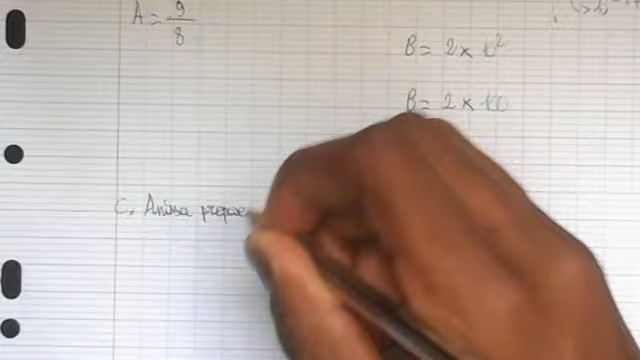 A = 9/8
B = 2 × 10²
B = 2 × 100
C. Anissa propose